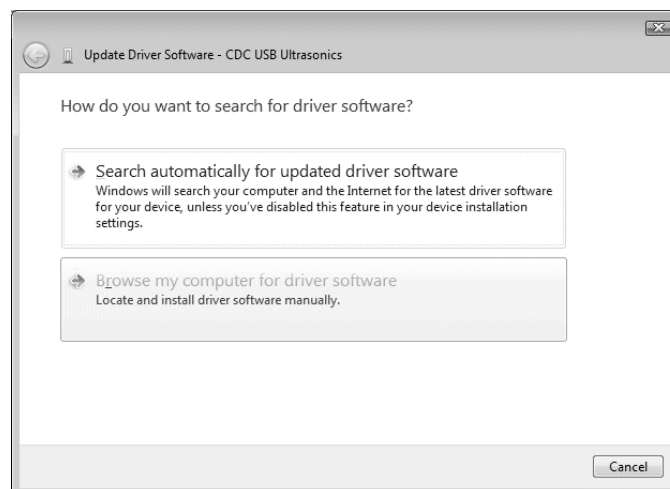 Update Driver Software - CDC USB Ultrasonics
How do you want to search for driver software?
Search automatically for updated driver software
Windows will search your computer and the Internet for the latest driver software
for your device, unless you've disabled this feature in your device installation
settings.
Browse my computer for driver software
Locate and install driver software manually.
Cancel